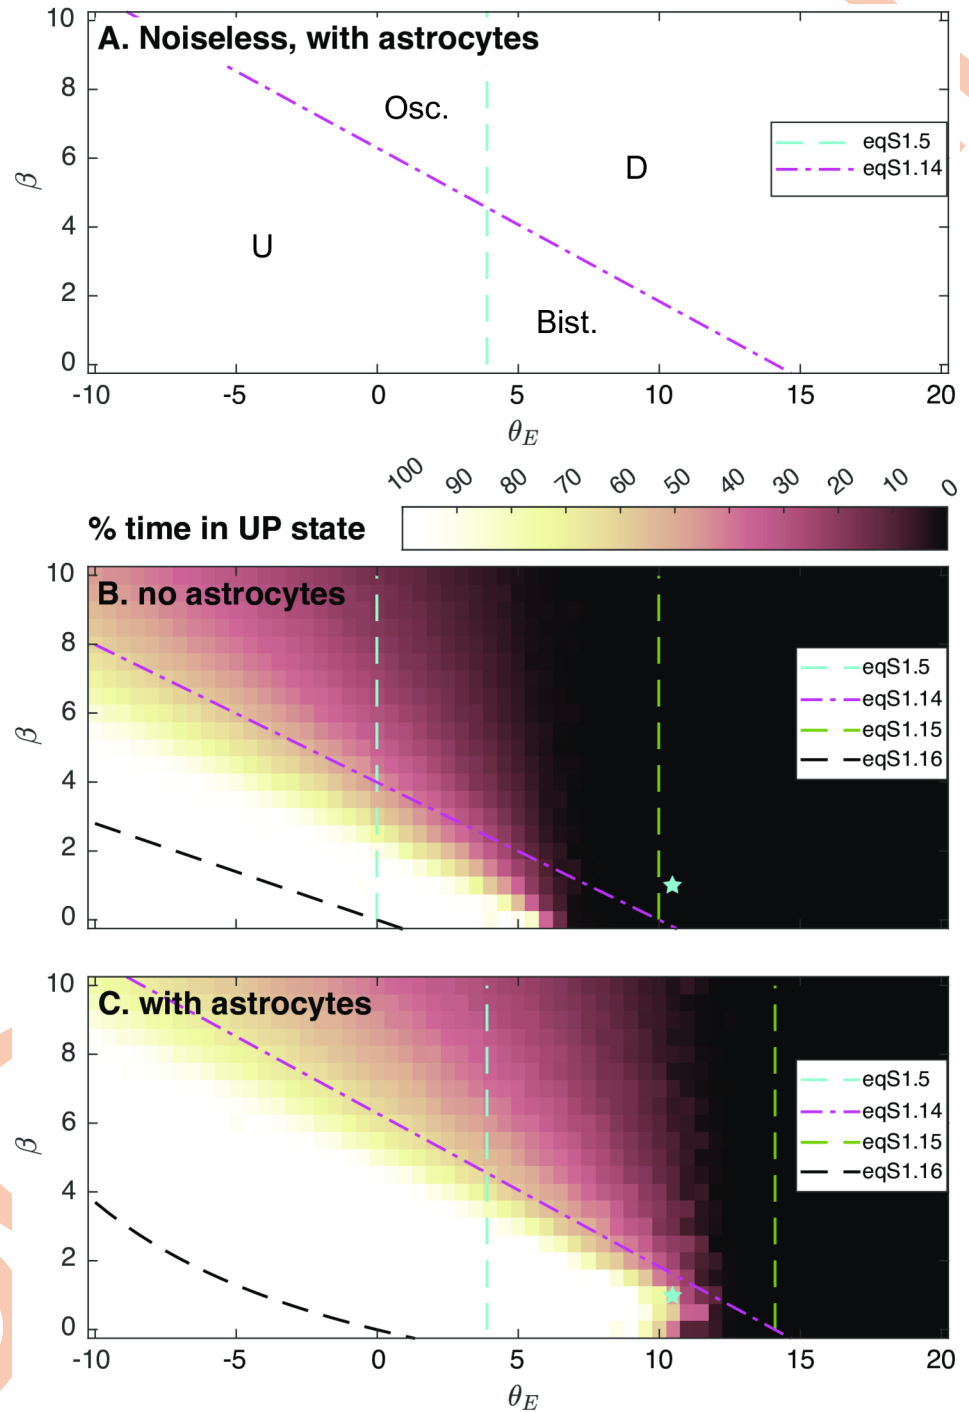 A. Noiseless, with astrocytes
10
8
6
4
2
0
β
Osc.
D
U
Bist.
eqS1.5
eqS1.14
-10 -5 0 5 10 15 20
θE
% time in UP state
100 90 80 70 60 50 40 30 20 10 0
B. no astrocytes
10
8
6
4
2
0
β
eqS1.5
eqS1.14
eqS1.15
eqS1.16
C. with astrocytes
10
8
6
4
2
0
β
eqS1.5
eqS1.14
eqS1.15
eqS1.16
-10 -5 0 5 10 15 20
θE